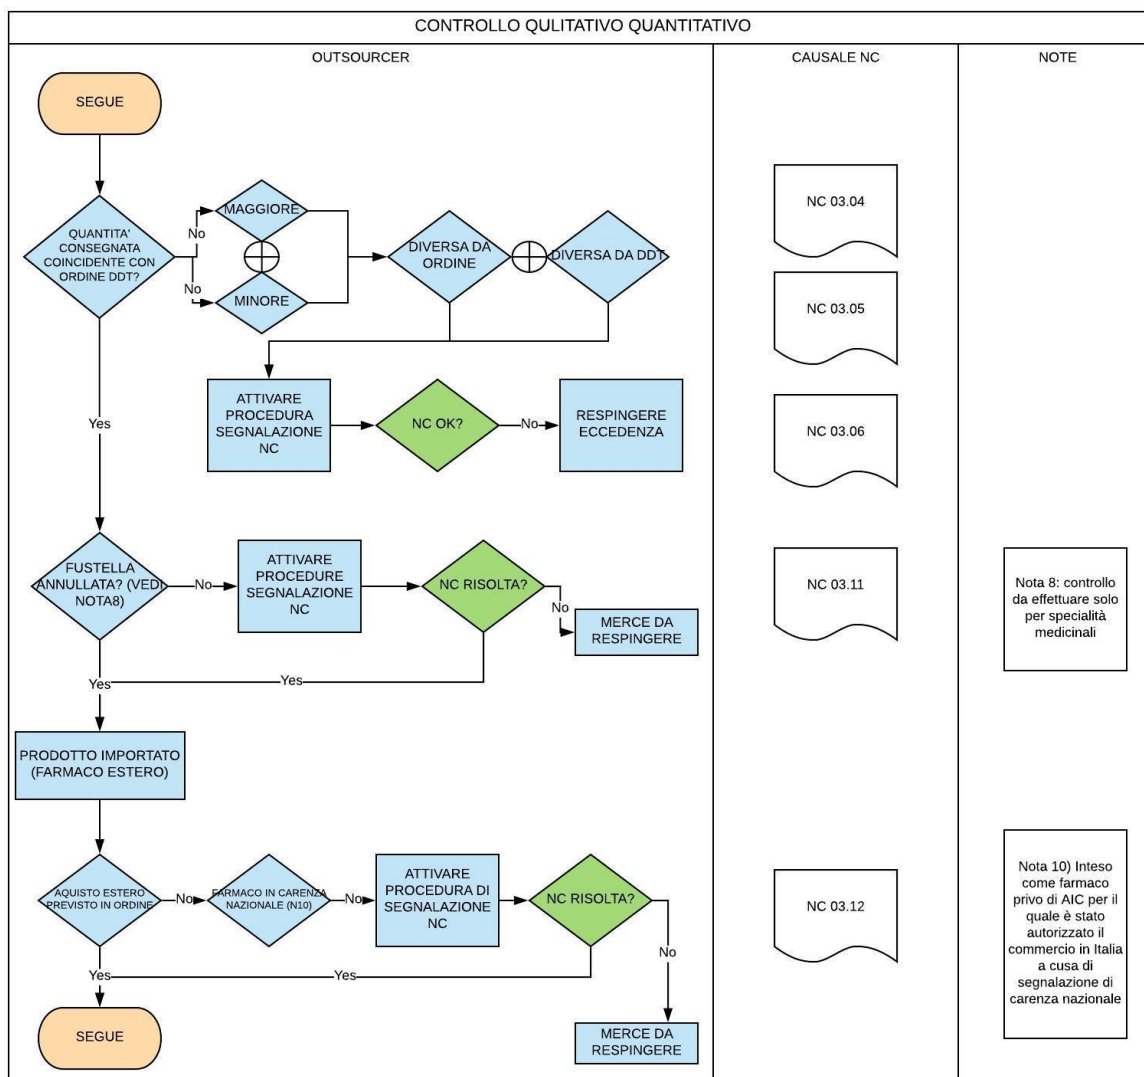 CONTROLLO QULITATIVO QUANTITATIVO
OUTSOURCER
CAUSALE NC
NOTE
SEGUE
QUANTITA'
CONSEGNATA
COINCIDENTE CON
ORDINE DDT?
No
No
MAGGIORE
MINORE
DIVERSA DA
ORDINE
DIVERSA DA DDT
NC 03.04
NC 03.05
Yes
ATTIVARE
PROCEDURA
SEGNALAZIONE
NC
NC OK?
No
RESPINGERE
ECCEDENZA
NC 03.06
FUSTELLA
ANNULLATA? (VEDI
NOTA8)
No
ATTIVARE
PROCEDURE
SEGNALAZIONE
NC
NC RISOLTA?
No
MERCE DA
RESPINGERE
NC 03.11
Nota 8: controllo
da effettuare solo
per specialità
medicinali
Yes
Yes
PRODOTTO IMPORTATO
(FARMACO ESTERO)
AQUISTO ESTERO
PREVISTO IN ORDINE
No
FARMACO IN CARENZA
NAZIONALE (N10)
No
ATTIVARE
PROCEDURA DI
SEGNALAZIONE
NC
NC RISOLTA?
No
NC 03.12
Nota 10) Inteso
come farmaco
privo di AIC per il
quale è stato
autorizzato il
commercio in Italia
a cusa di
segnalazione di
carenza nazionale
Yes
Yes
SEGUE
MERCE DA
RESPINGERE